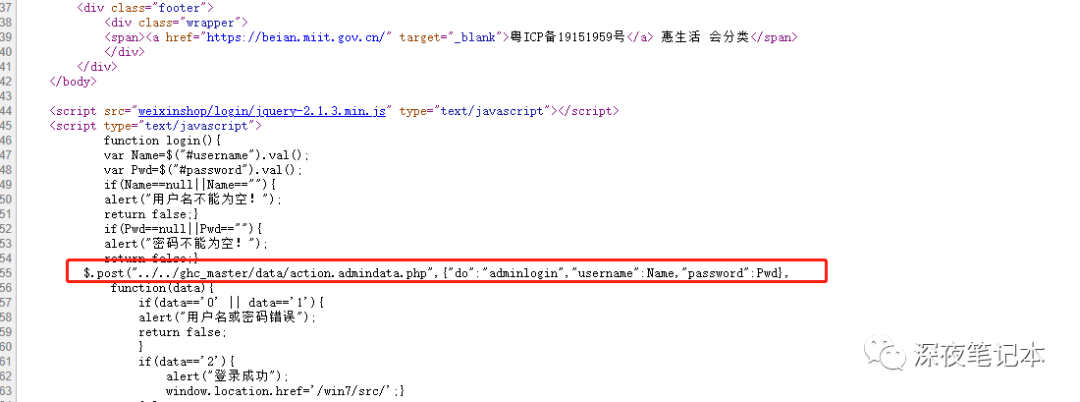 37 <div class="footer">
38 <div class="wrapper">
39 <span><a href="https://beian.miit.gov.cn/" target="_blank">粤ICP备19151959号</a> 惠生活 会分类</span>
40 </div>
41 </div>
42 </body>
43
44 <script src="weixinshop/login/jquery-2.1.3.min.js" type="text/javascript"></script>
45 <script type="text/javascript">
46 function login(){
47 var Name=$("#username").val();
48 var Pwd=$("#password").val();
49 if(Name==null||Name==""){
50 alert("用户名不能为空！");
51 return false;}
52 if(Pwd==null||Pwd==""){
53 alert("密码不能为空！");
54 return false;}
55 $.post("../../ghc_master/data/action.admindata.php",{"do":"adminlogin","username":Name,"password":Pwd},
56 function(data){
57 if(data=='0' || data=='1'){
58 alert("用户名或密码错误");
59 return false;
60 }
61 if(data=='2'){
62 alert("登录成功");
63 window.location.href='/win7/src/';}
深夜笔记本